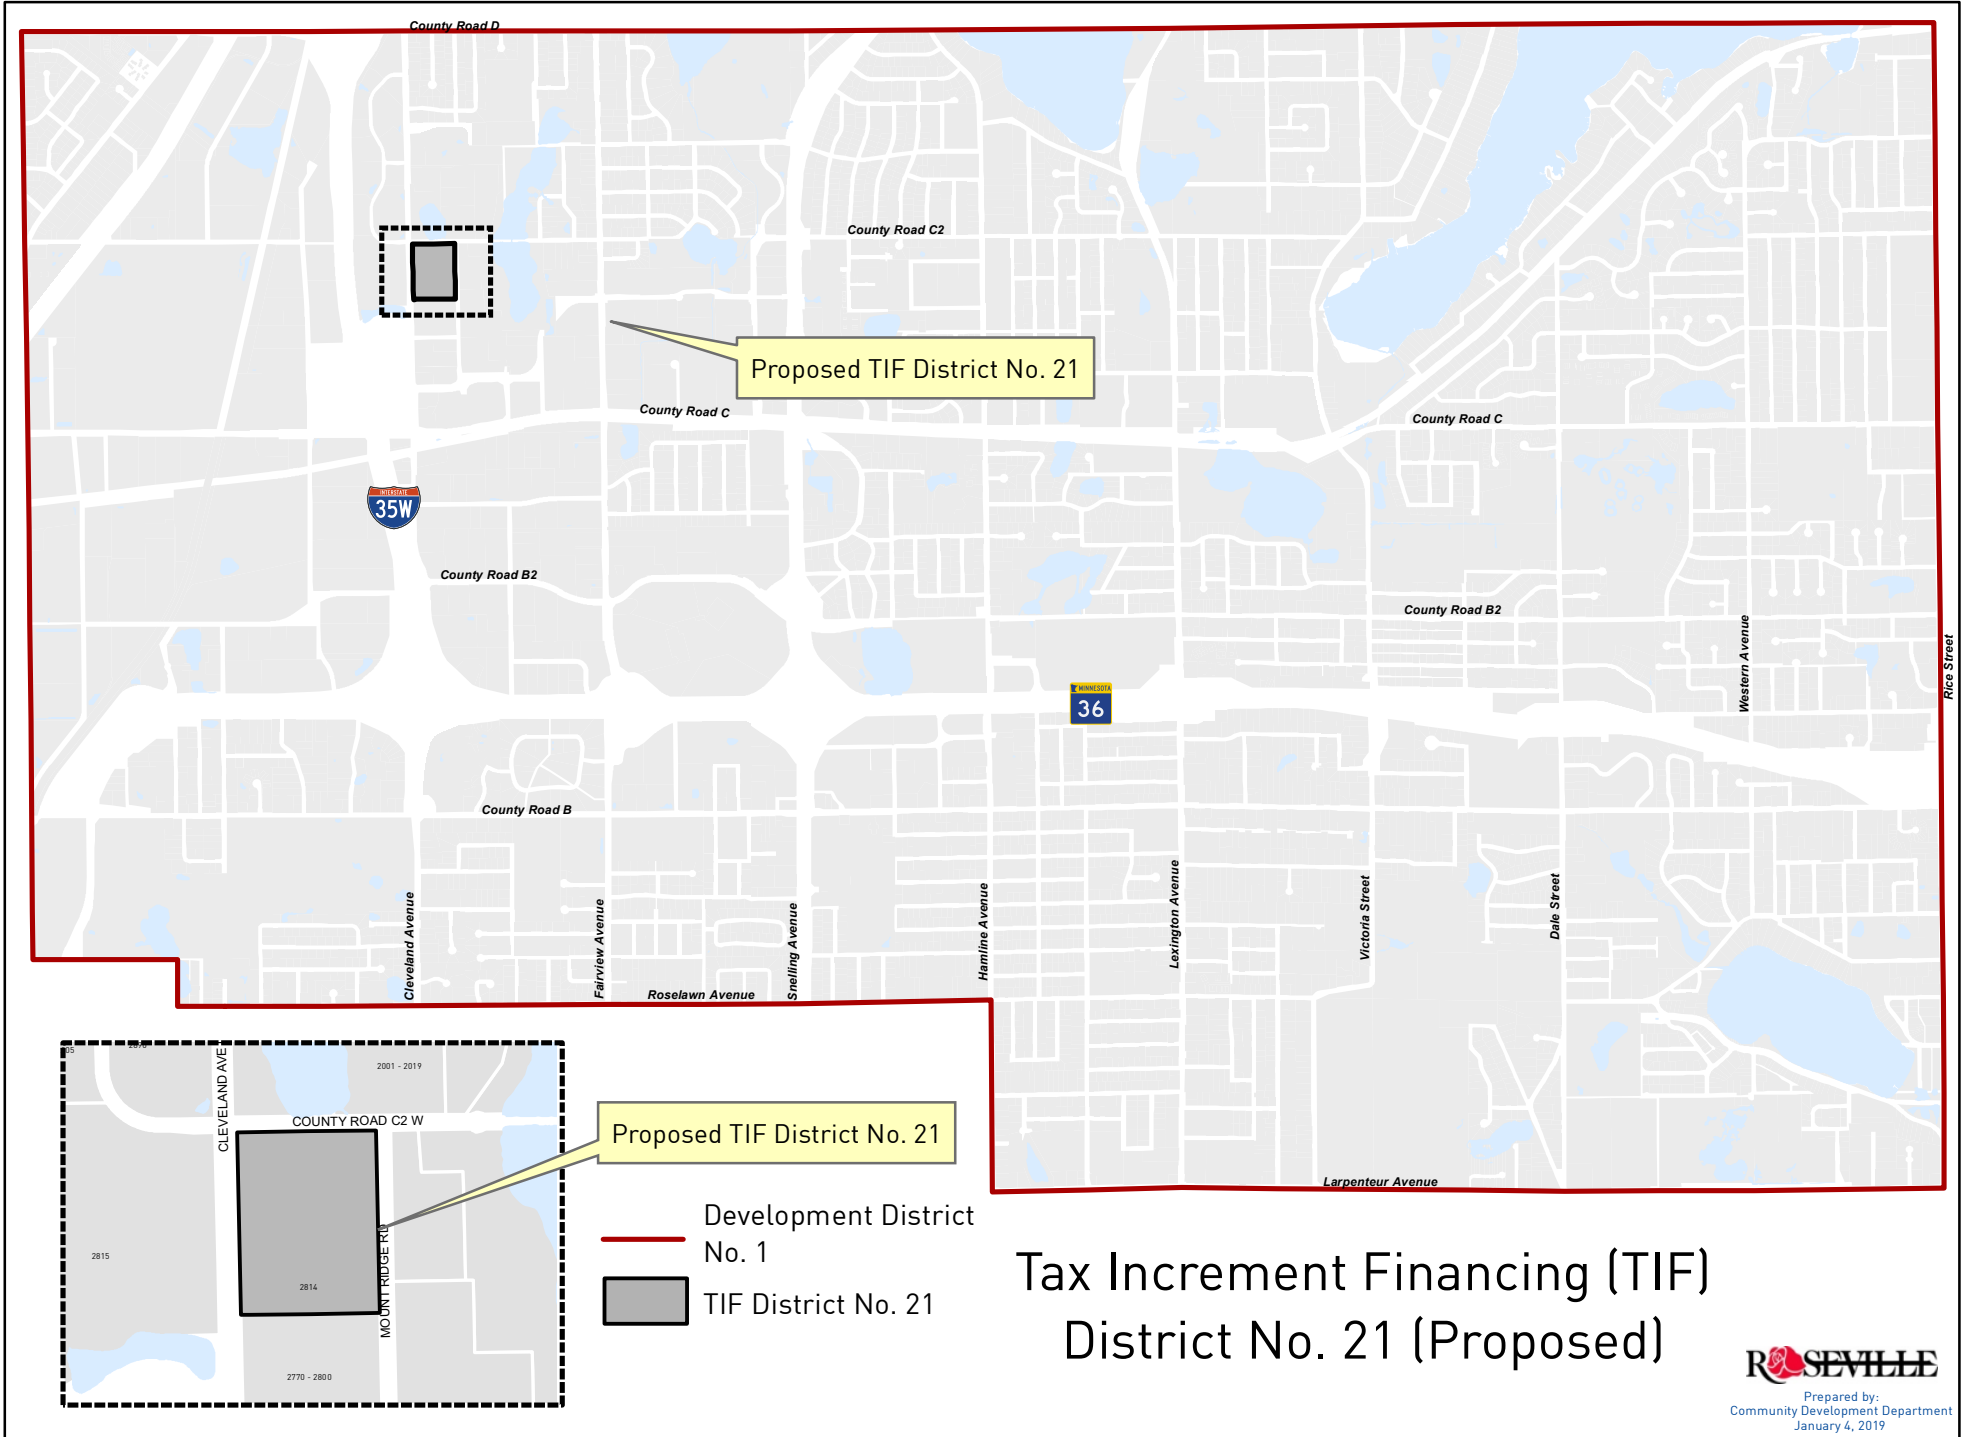 County Road D
County Road C2
Proposed TIF District No. 21
County Road C
County Road C
INTERSTATE
35W
County Road B2
County Road B2
Western Avenue
Rice Street
MINNESOTA
36
County Road B
Cleveland Avenue
Fairview Avenue
Snelling Avenue
Hamline Avenue
Lexington Avenue
Victoria Street
Dale Street
Roselawn Avenue
Larpenteur Avenue
2001 - 2019
CLEVELAND AVE
COUNTY ROAD C2 W
Proposed TIF District No. 21
2815
2814
MOUNT RIDGE RD
2770 - 2800
Development District
No. 1
TIF District No. 21
Tax Increment Financing (TIF)
District No. 21 (Proposed)
ROSEVILLE
Prepared by:
Community Development Department
January 4, 2019